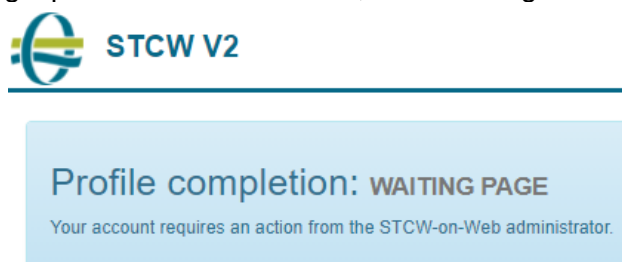 STCW V2
Profile completion: WAITING PAGE
Your account requires an action from the STCW-on-Web administrator.